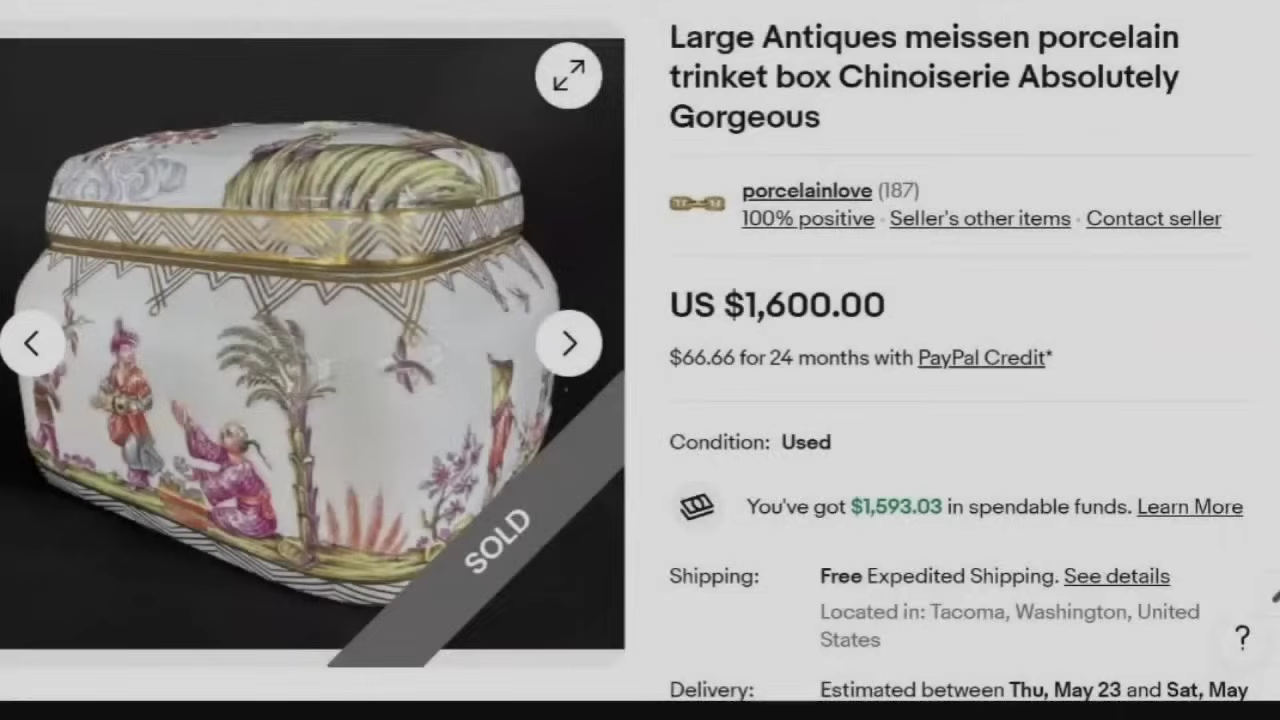 Large Antiques meissen porcelain
trinket box Chinoiserie Absolutely
Gorgeous
porcelainlove (187)
100% positive · Seller's other items · Contact seller
US $1,600.00
$66.66 for 24 months with PayPal Credit*
Condition: Used
You've got $1,593.03 in spendable funds. Learn More
SOLD
Shipping: Free Expedited Shipping. See details
Located in: Tacoma, Washington, United
States
?
Delivery: Estimated between Thu, May 23 and Sat, May